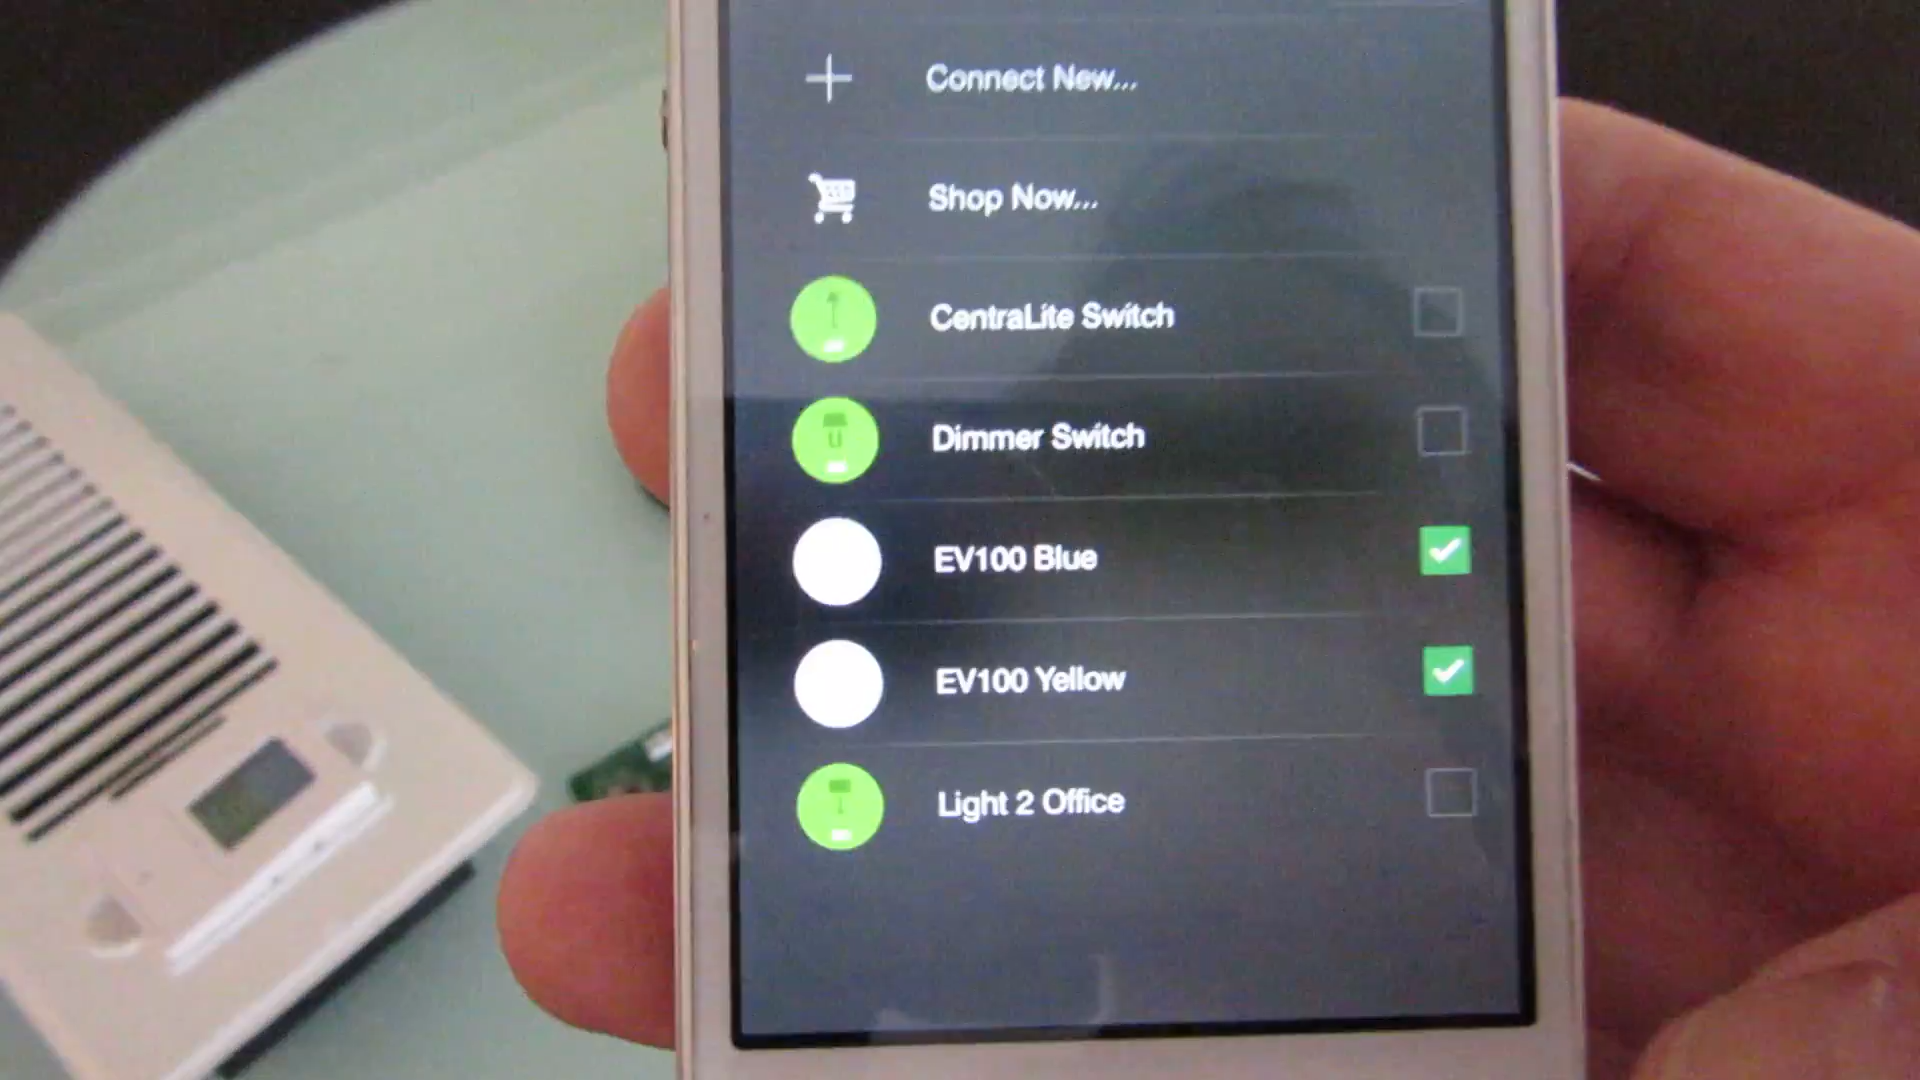 Connect New...
Shop Now...
CentraLite Switch
Dimmer Switch
EV100 Blue
EV100 Yellow
Light 2 Office